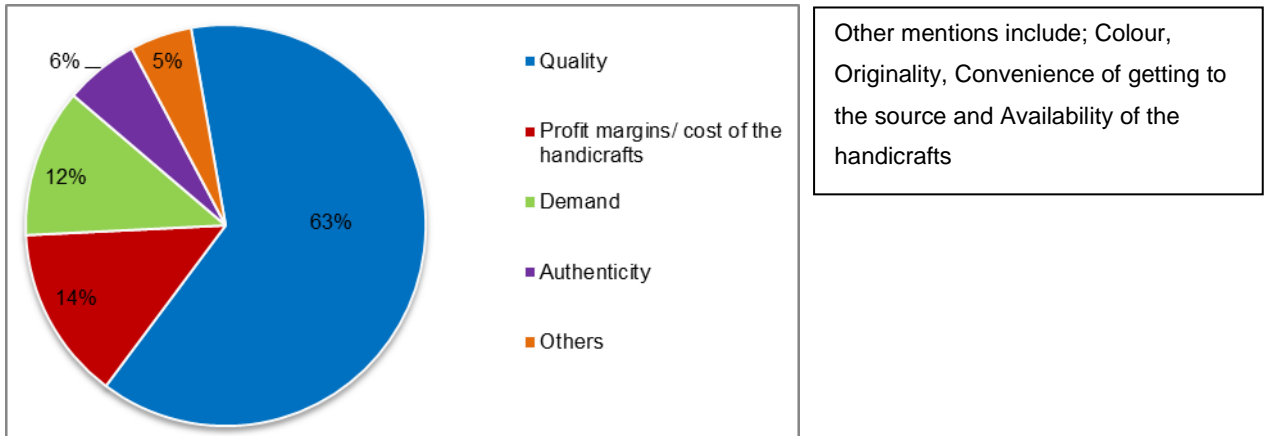 6%
5%
12%
14%
63%
Quality
Profit margins/ cost of the
handicrafts
Demand
Authenticity
Others
Other mentions include; Colour,
Originality, Convenience of getting to
the source and Availability of the
handicrafts